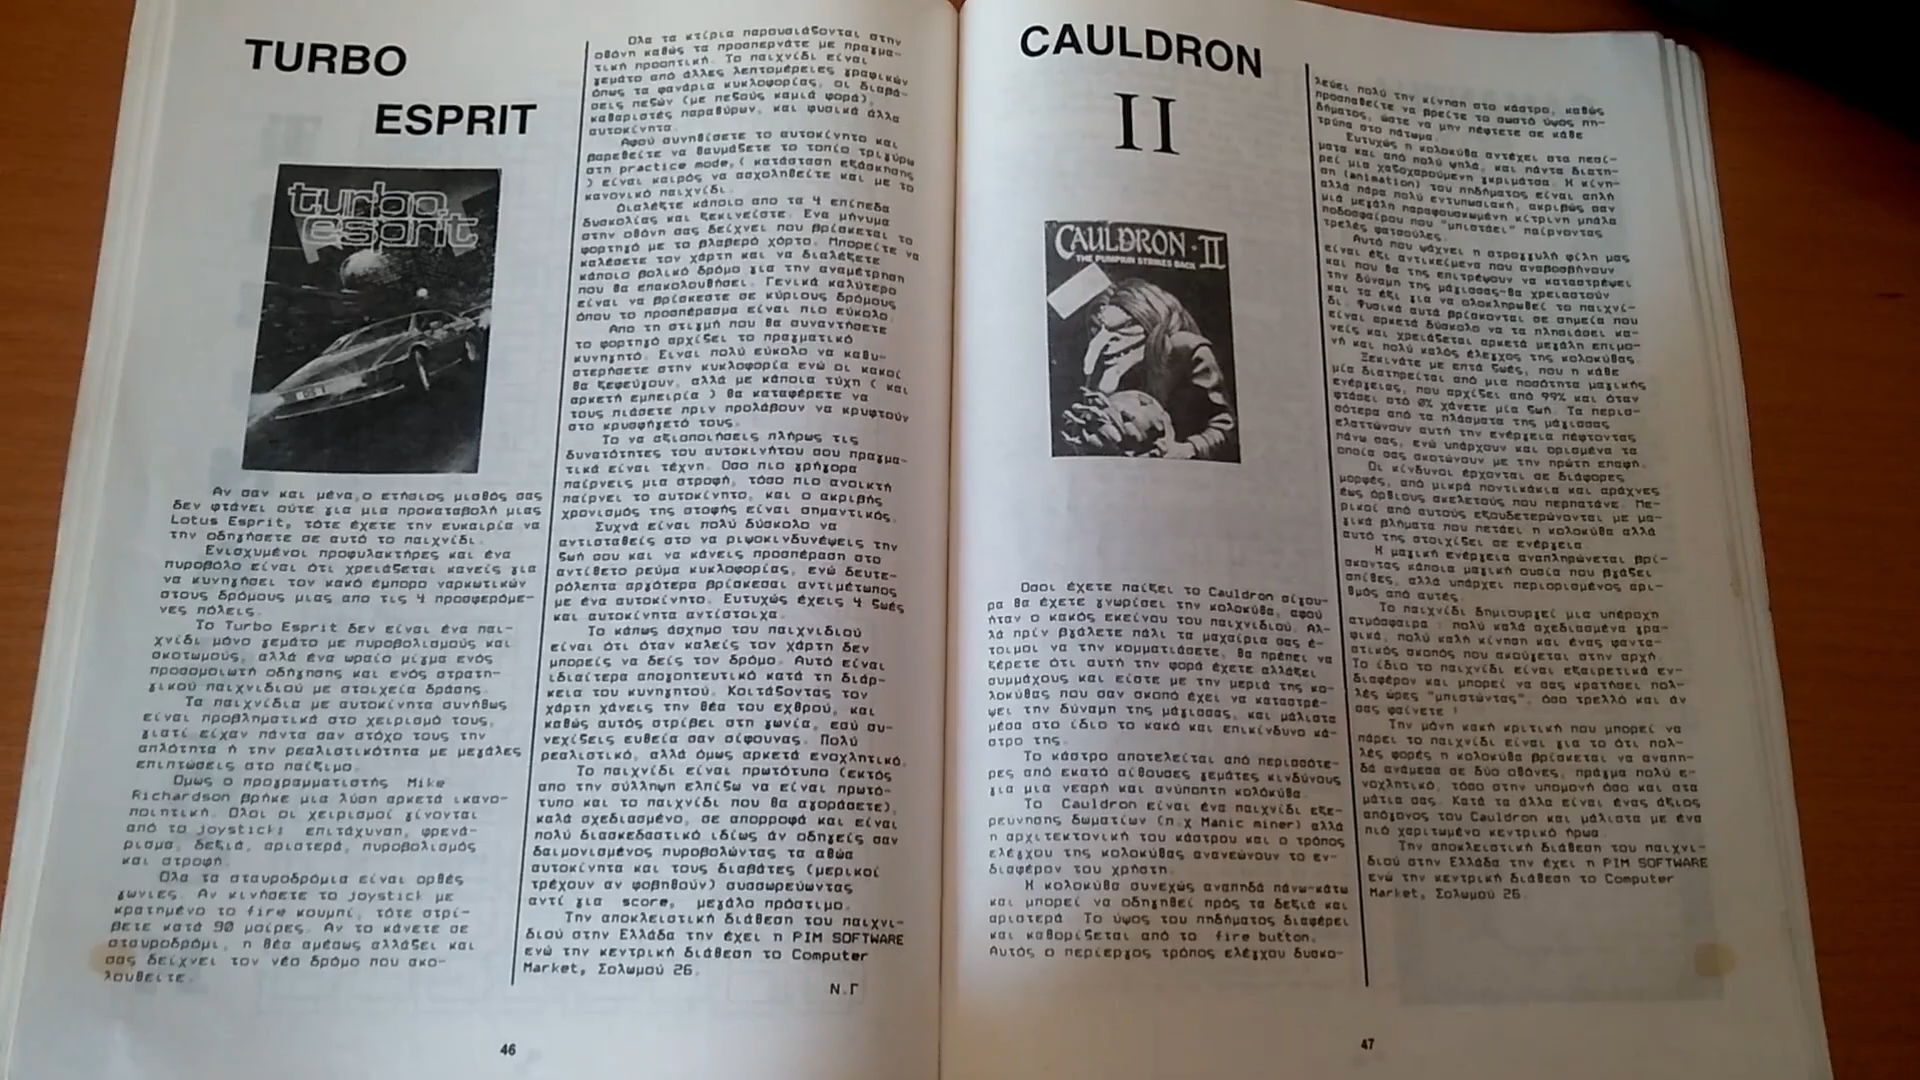 TURBO
ESPRIT
turbo
esprit
Αν σαν και μένα,ο ετήσιος μισθός σας
δεν φτάνει ούτε για μια προκαταβολή μιας
Lotus Esprit, τότε έχετε την ευκαιρία να
την οδηγήσετε σε αυτό το παιχνίδι.
Ενισχυμένοι προφυλακτήρες και ένα
πυροβόλο είναι ότι χρειάζεται κανείς για
να κυνηγήσει τον κακό έμπορο ναρκωτικών
στους δρόμους μιας απο τις 4 προσφερόμε-
νες πόλεις.
Το Turbo Esprit δεν είναι ένα παι-
χνίδι μόνο γεμάτο με πυροβολισμούς και
σκοτωμούς, αλλά ένα ωραίο μίγμα ενός
προσομοιωτή οδήγησης και ενός στρατη-
γικού παιχνιδιού με στοιχεία δράσης.
Τα παιχνίδια με αυτοκίνητα συνήθως
είναι προβληματικά στο χειρισμό τους,
γιατί είχαν πάντα σαν στόχο τους την
απλότητα ή την ρεαλιστικότητα με μεγάλες
επιπτώσεις στο παίξιμο.
Ομως ο προγραμματιστής Mike
Richardson βρήκε μια λύση αρκετά ικανο-
ποιητική. Ολοι οι χειρισμοί γίνονται
από το joystick: επιτάχυνση, φρενά-
ρισμα, δεξιά, αριστερά, πυροβολισμός
και στροφή.
Ολα τα σταυροδρόμια είναι ορθές
γωνιες. Αν κινήσετε το joystick με
κρατημένο το fire κουμπί, τότε στρί-
βετε κατά 90 μοίρες. Αν το κάνετε σε
σταυροδρόμι, η θέα αμέσως αλλάζει και
σας δείχνει τον νέο δρόμο που ακο-
λουθείτε.
Ολα τα κτίρια παρουσιάζονται στην
οθόνη καθώς τα προσπερνάτε με πραγμα-
τική προοπτική. Το παιχνίδι είναι
γεμάτο από άλλες λεπτομέρειες γραφικών
όπως τα φανάρια κυκλοφορίας, οι διαβά-
σεις πεζών (με πεζούς καμιά φορά),
καθαριστές παραθύρων, και φυσικά άλλα
αυτοκίνητα.
Αφού συνηθίσετε το αυτοκίνητο και
βαρεθείτε να θαυμάζετε το τοπίο τριγύρω
στη practice mode,( κατάσταση εξάσκησης
) είναι καιρός να ασχοληθείτε και με το
κανονικό παιχνίδι.
Διαλέξτε κάποιο απο τα 4 επίπεδα
δυσκολίας και ξεκινείστε. Ενα μήνυμα
στην οθόνη σας δείχνει που βρίσκεται το
φορτηγό με το βλαβερό χόρτο. Μπορείτε να
καλέσετε τον χάρτη και να διαλέξετε
κάποιο βολικό δρόμο για την αναμέτρηση
που θα επακολουθήσει. Γενικά καλύτερο
είναι να βρίσκεστε σε κύριους δρόμους
όπου το προσπέρασμα είναι πιο εύκολο.
Απο τη στιγμή που θα συναντήσετε
το φορτηγό αρχίζει το πραγματικό
κυνηγητό. Ειναι πολύ εύκολο να καθυ-
στερήσετε στην κυκλοφορία ενώ οι κακοί
θα ξεφεύγουν, αλλά με κάποια τύχη ( και
αρκετή εμπειρία ) θα καταφέρετε να
τους πιάσετε πριν προλάβουν να κρυφτούν
στο κρυσφήγετό τους.
Το να αξιοποιήσεις πλήρως τις
δυνατότητες του αυτοκινήτου σου πραγμα-
τικά είναι τέχνη. Οσο πιο γρήγορα
παίρνεις μια στροφή, τόσο πιο ανοικτή
παίρνει το αυτοκίνητο, και ο ακριβής
χρονισμός της στοφής είναι σημαντικός.
Συχνά είναι πολύ δύσκολο να
αντισταθείς στο να ριψοκινδυνέψεις την
ζωή σου και να κάνεις προσπέραση στο
αντίθετο ρεύμα κυκλοφορίας, ενώ δευτε-
ρόλεπτα αργότερα βρίσκεσαι αντιμέτωπος
με ένα αυτοκίνητο. Ευτυχώς έχεις 4 ζωές
και αυτοκίνητα αντίστοιχα.
Το κάπως άσχημο του παιχνιδιού
είναι ότι όταν καλείς τον χάρτη δεν
μπορείς να δείς τον δρόμο. Αυτό είναι
ιδιαίτερα απογοητευτικό κατά τη διάρ-
κεια του κυνηγητού. Κοιτάζοντας τον
χάρτη χάνεις την θέα του εχθρού, και
καθώς αυτός στρίβει στη γωνία, εσύ συ-
νεχίζεις ευθεία σαν σίφουνας. Πολύ
ρεαλιστικό, αλλά όμως αρκετά ενοχλητικό.
Το παιχνίδι είναι πρωτότυπο (εκτός
απο την σύλληψη ελπίζω να είναι πρωτό-
τυπο και το παιχνίδι που θα αγοράσετε),
καλά σχεδιασμένο, σε απορροφά και είναι
πολύ διασκεδαστικό ιδίως άν οδηγείς σαν
δαιμονισμένος πυροβολώντας τα αθώα
αυτοκίνητα και τους διαβάτες (μερικοί
τρέχουν αν φοβηθούν) συσσωρεύωντας
αντί για score, μεγάλο πρόστιμο.
Την αποκλειστική διάθεση του παιχνι-
διού στην Ελλάδα την έχει η PIM SOFTWARE
ενώ την κεντρική διάθεση το Computer
Market, Σολωμού 26.
Ν.Γ
46
CAULDRON
II
CAULDRON·II
THE PUMPKIN STRIKES BACK
Οσοι έχετε παίξει το Cauldron σίγου-
ρα θα έχετε γνωρίσει την κολοκύθα, αφού
ήταν ο κακός εκείνου του παιχνιδιού. Αλ-
λά πρίν βγάλετε πάλι τα μαχαίρια σας έ-
τοιμοι να την κομματιάσετε, θα πρέπει να
ξέρετε ότι αυτή την φορά έχετε αλλάξει
συμμάχους και είστε με την μεριά της κο-
λοκύθας που σαν σκοπό έχει να καταστρέ-
ψει την δύναμη της μάγισσας, και μάλιστα
μέσα στο ίδιο το κακό και επικίνδυνο κά-
στρο της.
Το κάστρο αποτελείται από περισσότε-
ρες από εκατό αίθουσες γεμάτες κινδύνους
για μια νεαρή και ανύποπτη κολοκύθα.
Το Cauldron είναι ένα παιχνίδι εξε-
ρεύνησης δωματίων (π.χ Manic miner) αλλά
η αρχιτεκτονική του κάστρου και ο τρόπος
ελέγχου της κολοκύθας ανανεώνουν το εν-
διαφέρον του χρήστη.
Η κολοκύθα συνεχώς αναπηδά πάνω-κάτω
και μπορεί να οδηγηθεί πρός τα δεξιά και
αριστερά. Το ύψος του πηδήματος διαφέρει
και καθορίζεται από το fire button.
Αυτός ο περίεργος τρόπος ελέγχου δυσκο-
λεύει πολύ την κίνηση στο κάστρο, καθώς
προσπαθείτε να βρείτε το σωστό ύψος πη-
δήματος, ώστε να μην πέφτετε σε κάθε
τρύπα στο πάτωμα.
Ευτυχώς η κολοκύθα αντέχει στα πεσί-
ματα και από πολύ ψηλά, και πάντα διατη-
ρεί μια χαζοχαρούμενη γκριμάτσα. Η κίνη-
ση (animation) του πηδήματος είναι απλή
αλλά πάρα πολύ εντυπωσιακή, ακριβώς σαν
μιά μεγάλη παραφουσκωμένη κίτρινη μπάλα
ποδοσφαίρου που "μπιστάει" παίρνοντας
τρελές φατσούλες.
Αυτό που ψάχνει η στρογγυλή φίλη μας
είναι έξι αντικείμενα που αναβοσβήνουν
και που θα της επιτρέψουν να καταστρέψει
την δύναμη της μάγισσας-θα χρειαστούν
και τα έξι για να ολοκληρωθεί το παιχνί-
δι. Φυσικά αυτά βρίσκονται σε σημεία που
είναι αρκετά δύσκολο να τα πλησιάσει κα-
νείς και χρειάζεται αρκετά μεγάλη επιμο-
νή και πολύ καλός έλεγχος της κολοκύθας.
Ξεκινάτε με επτά ζωές, που η κάθε
μία διατηρείται από μια ποσότητα μαγικής
ενέργειας, που αρχίζει από 99% και όταν
φτάσει στό 0% χάνετε μία ζωή. Τα περισ-
σότερα από τα πλάσματα της μάγισσας
ελαττώνουν αυτή την ενέργεια πέφτοντας
πάνω σας, ενώ υπάρχουν και ορισμένα τα
οποία σας σκοτώνουν με την πρώτη επαφή.
Οι κίνδυνοι έρχονται σε διάφορες
μορφές, από μικρά ποντικάκια και αράχνες
έως όρθιους σκελετούς που περπατάνε. Με-
ρικοί από αυτούς εξουδετερώνονται με μα-
γικά βλήματα που πετάει η κολοκύθα αλλά
αυτό της στοιχίζει σε ενέργεια.
Η μαγική ενέργεια αναπληρώνεται βρί-
σκοντας κάποια μαγική ουσία που βγάζει
σπίθες, αλλά υπάρχει περιορισμένος αρι-
θμός από αυτές.
Το παιχνίδι δημιουργεί μια υπέροχη
ατμόσφαιρα : πολύ καλά σχεδιασμένα γρα-
φικά, πολύ καλή κίνηση και ένας φαντα-
στικός σκοπός που ακούγεται στην αρχή.
Το ίδιο το παιχνίδι είναι εξαιρετικά εν-
διαφέρον και μπορεί να σας κρατήσει πολ-
λές ώρες "μπιστώντας", όσο τρελλό και άν
σας φαίνετε !
Την μόνη κακή κριτική που μπορεί να
πάρει το παιχνίδι είναι για το ότι πολ-
λές φορές η κολοκύθα βρίσκεται να αναπη-
δά ανάμεσα σε δύο οθόνες, πράγμα πολύ ε-
νοχλητικό, τόσο στην υπομονή όσο και στα
μάτια σας. Κατά τα άλλα είναι ένας άξιος
απόγονος του Cauldron και μάλιστα με ένα
πιό χαριτωμένο κεντρικό ήρωα.
Την αποκλειστική διάθεση του παιχνι-
διού στην Ελλάδα την έχει η PIM SOFTWARE
ενώ την κεντρική διάθεση το Computer
Market, Σολωμού 26.
47